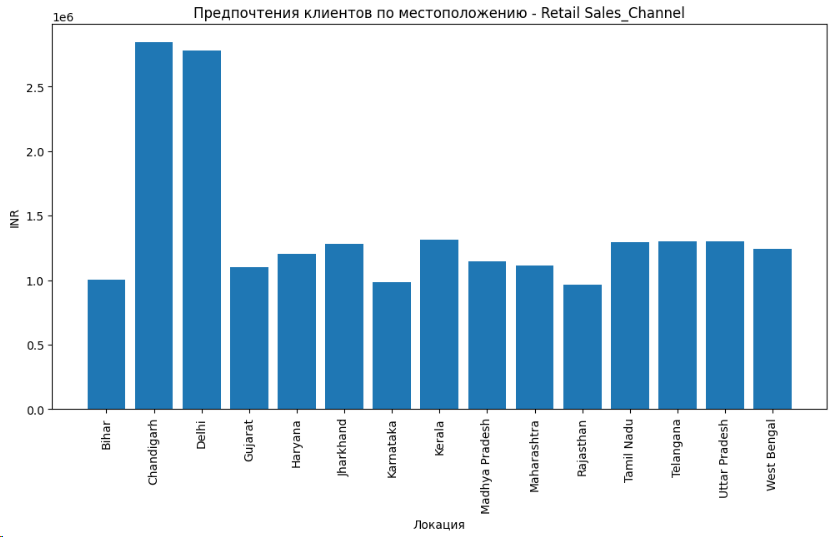 Предпочтения клиентов по местоположению - Retail Sales_Channel
1e6
2.5
2.0
1.5
1.0
0.5
0.0
INR
Bihar
Chandigarh
Delhi
Gujarat
Haryana
Jharkhand
Karnataka
Kerala
Madhya Pradesh
Maharashtra
Rajasthan
Tamil Nadu
Telangana
Uttar Pradesh
West Bengal
Локация